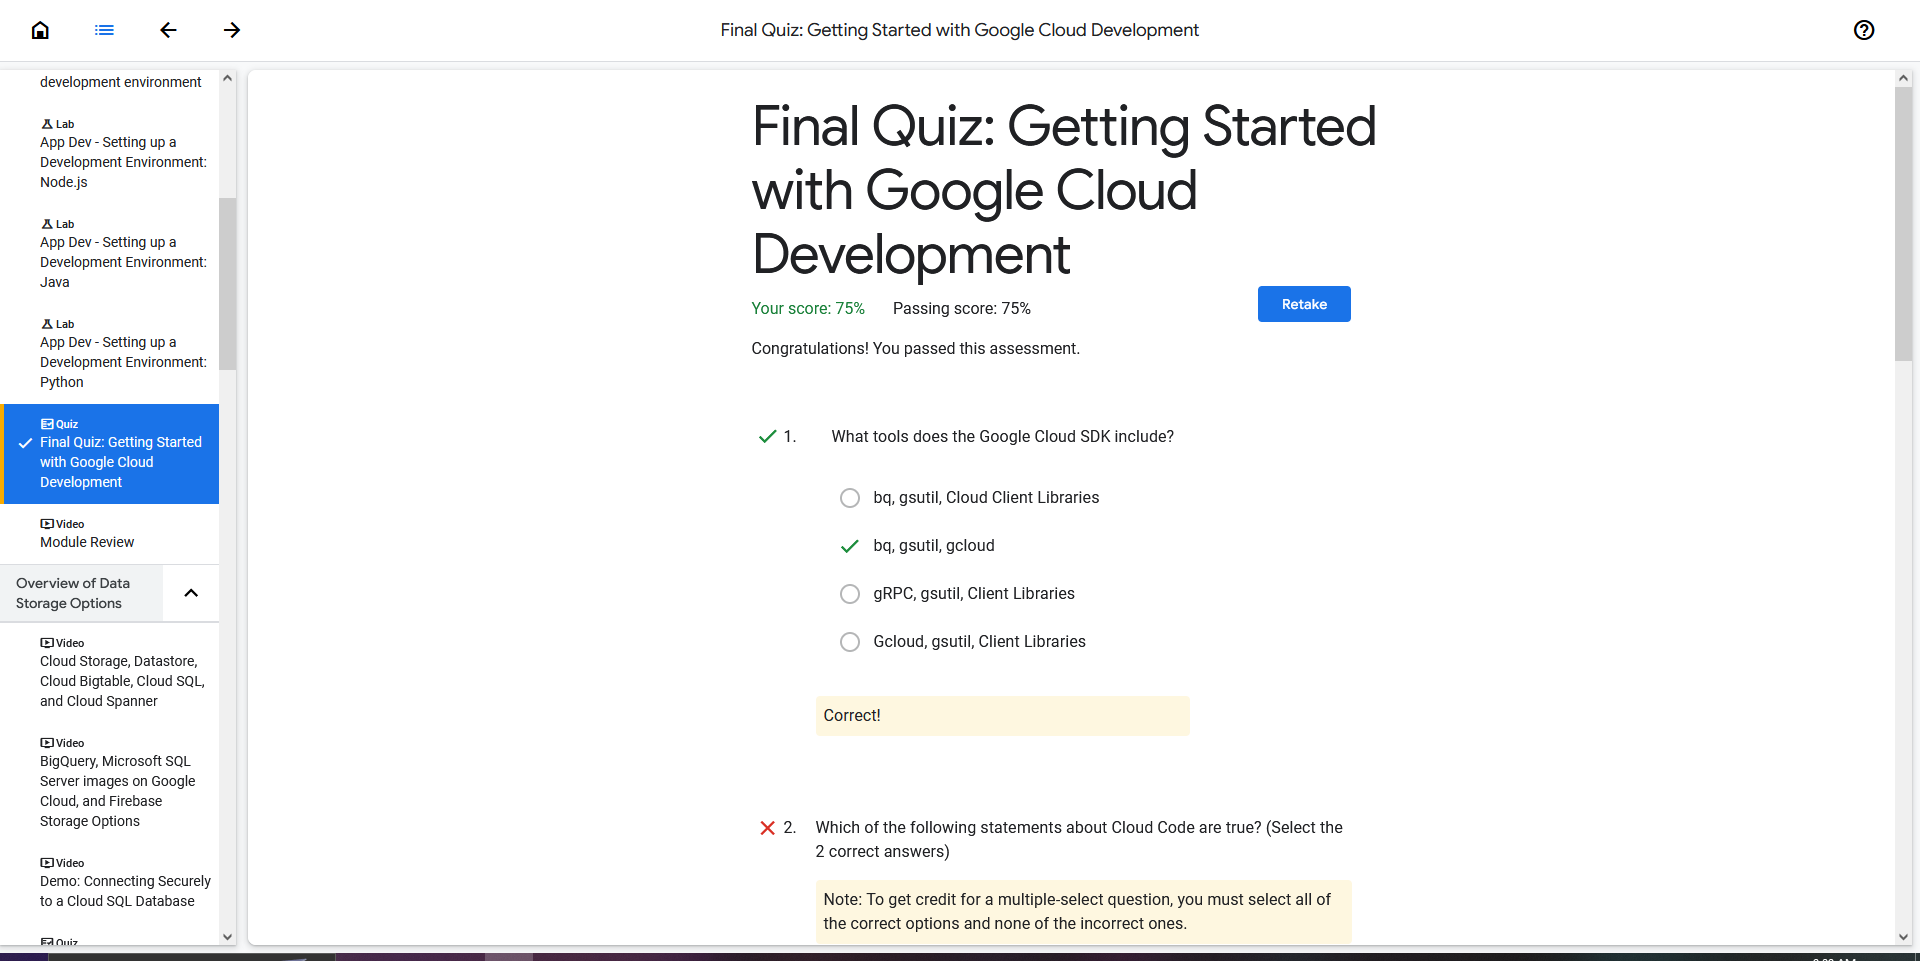 Final Quiz: Getting Started with Google Cloud Development
development environment
Lab
App Dev - Setting up a
Development Environment:
Node.js
Lab
App Dev - Setting up a
Development Environment:
Java
Lab
App Dev - Setting up a
Development Environment:
Python
Quiz
Final Quiz: Getting Started
with Google Cloud
Development
Video
Module Review
Overview of Data
Storage Options
Video
Cloud Storage, Datastore,
Cloud Bigtable, Cloud SQL,
and Cloud Spanner
Video
BigQuery, Microsoft SQL
Server images on Google
Cloud, and Firebase
Storage Options
Video
Demo: Connecting Securely
to a Cloud SQL Database
Quiz
Final Quiz: Getting Started
with Google Cloud
Development
Your score: 75% Passing score: 75%
Retake
Congratulations! You passed this assessment.
1. What tools does the Google Cloud SDK include?
bq, gsutil, Cloud Client Libraries
bq, gsutil, gcloud
gRPC, gsutil, Client Libraries
Gcloud, gsutil, Client Libraries
Correct!
2. Which of the following statements about Cloud Code are true? (Select the
2 correct answers)
Note: To get credit for a multiple-select question, you must select all of
the correct options and none of the incorrect ones.